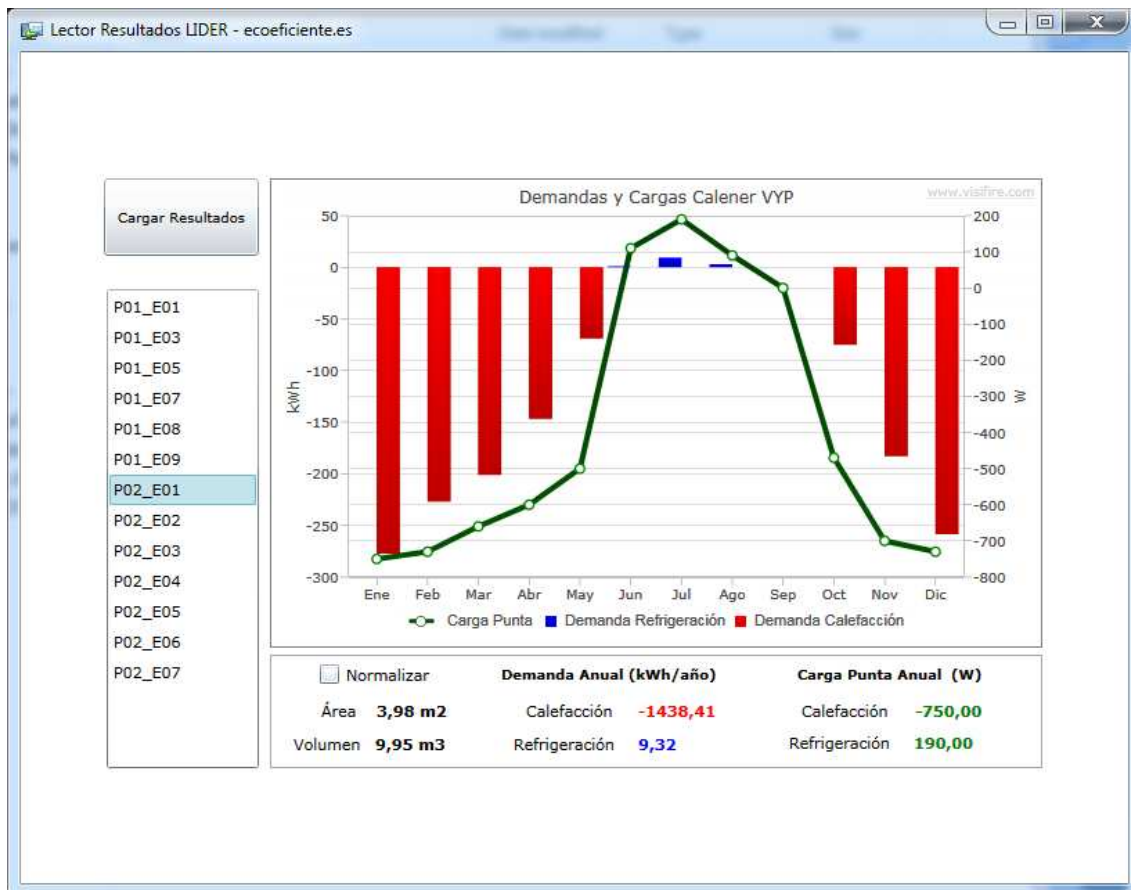 Lector Resultados LIDER - ecoeficiente.es
Cargar Resultados
P01_E01
P01_E03
P01_E05
P01_E07
P01_E08
P01_E09
P02_E01
P02_E02
P02_E03
P02_E04
P02_E05
P02_E06
P02_E07
Demandas y Cargas Calener VYP
www.visifire.com
kWh
50
0
-50
-100
-150
-200
-250
-300
200
100
0
-100
-200
-300
-400
-500
-600
-700
-800
W
Ene Feb Mar Abr May Jun Jul Ago Sep Oct Nov Dic
Carga Punta Demanda Refrigeración Demanda Calefacción
Normalizar Demanda Anual (kWh/año) Carga Punta Anual (W)
Área 3,98 m2 Calefacción -1438,41 Calefacción -750,00
Volumen 9,95 m3 Refrigeración 9,32 Refrigeración 190,00